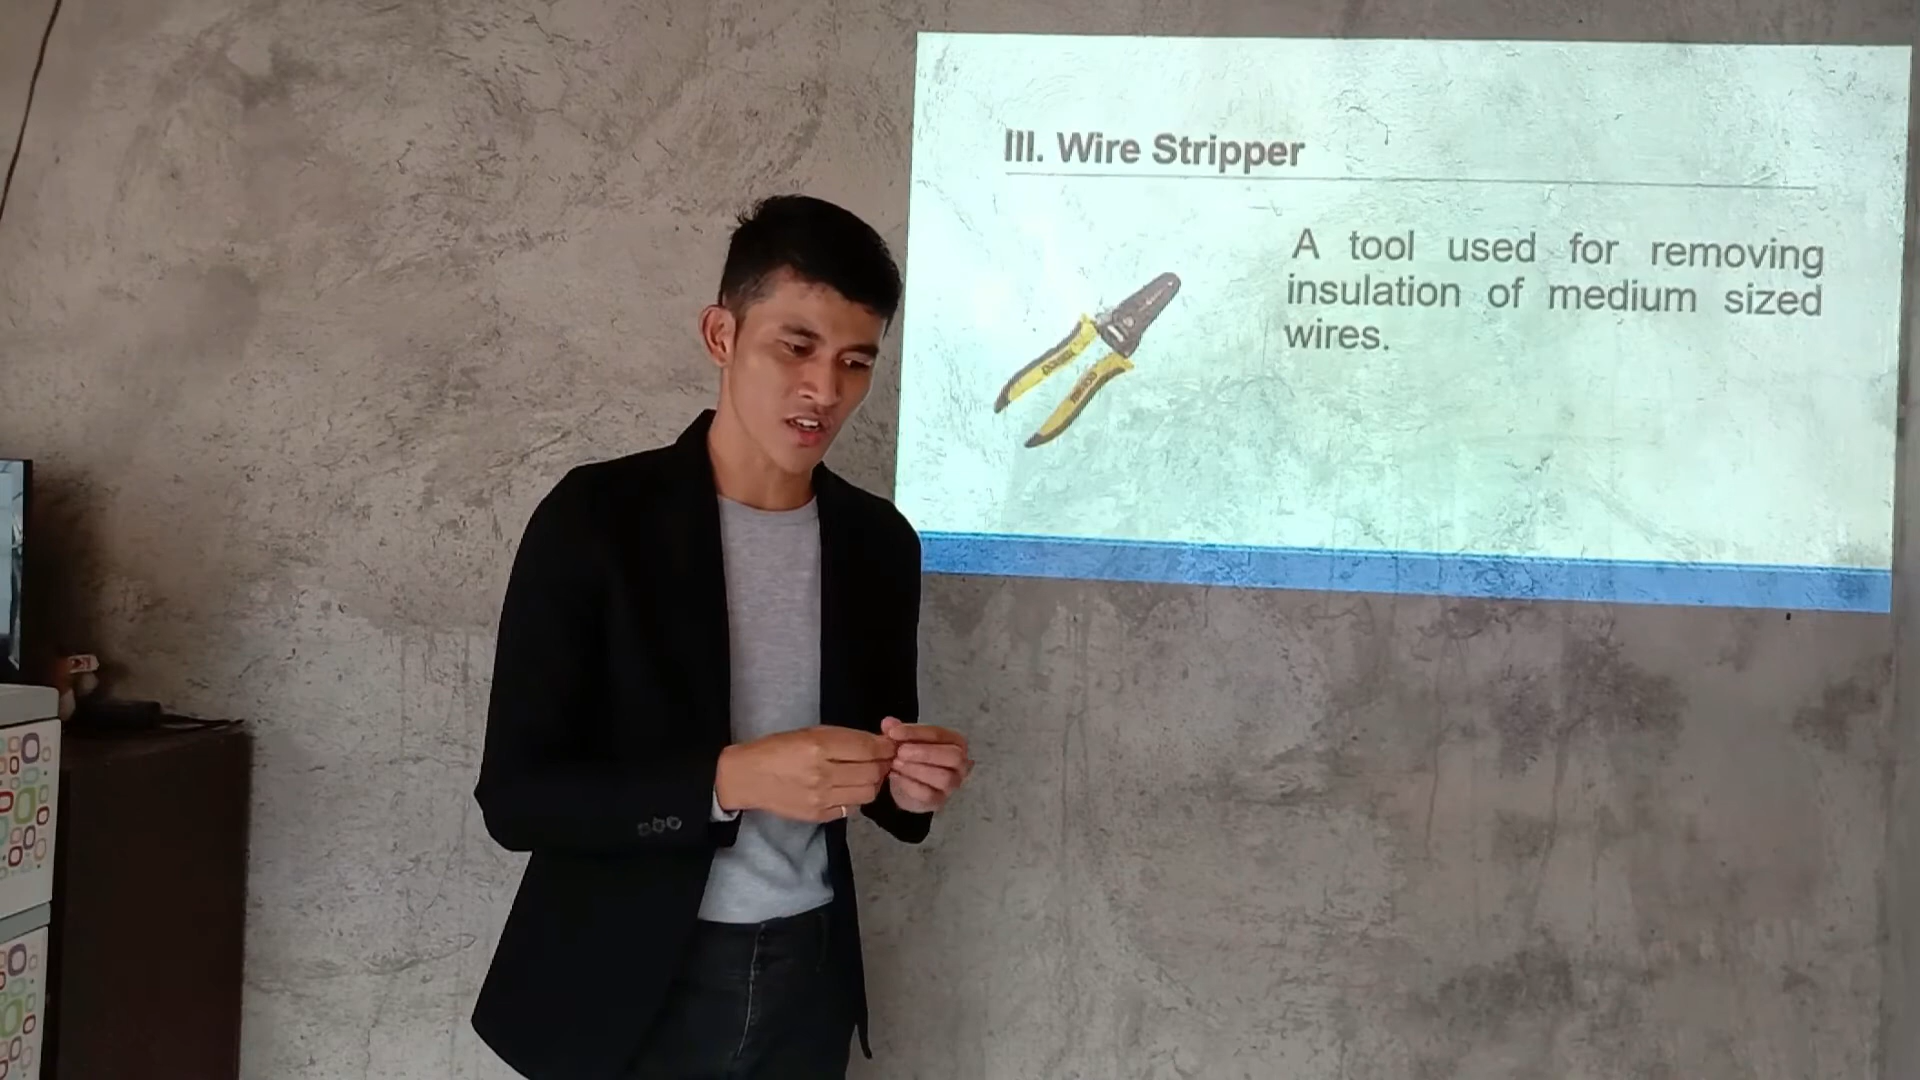 III. Wire Stripper
A tool used for removing
insulation of medium sized
wires.